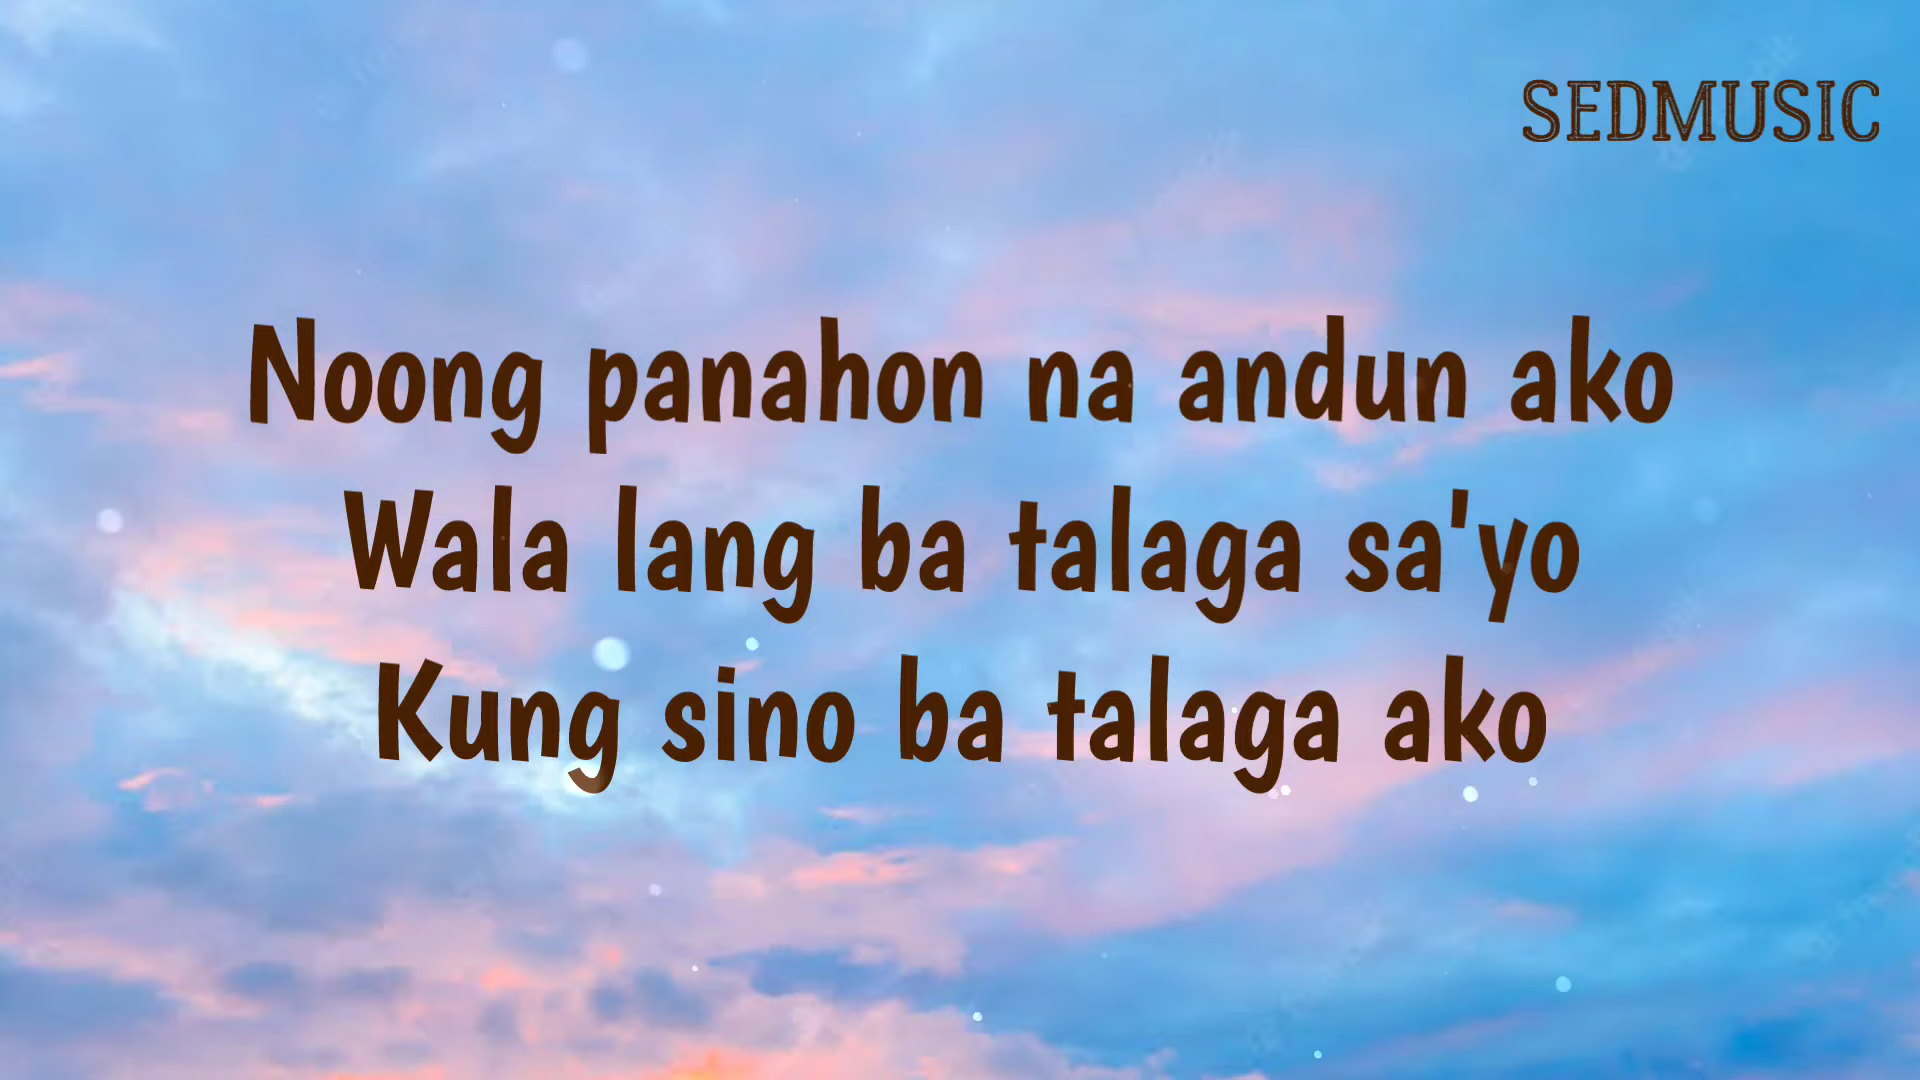 SEDMUSIC
Noong panahon na andun ako
Wala lang ba talaga sa'yo
Kung sino ba talaga ako